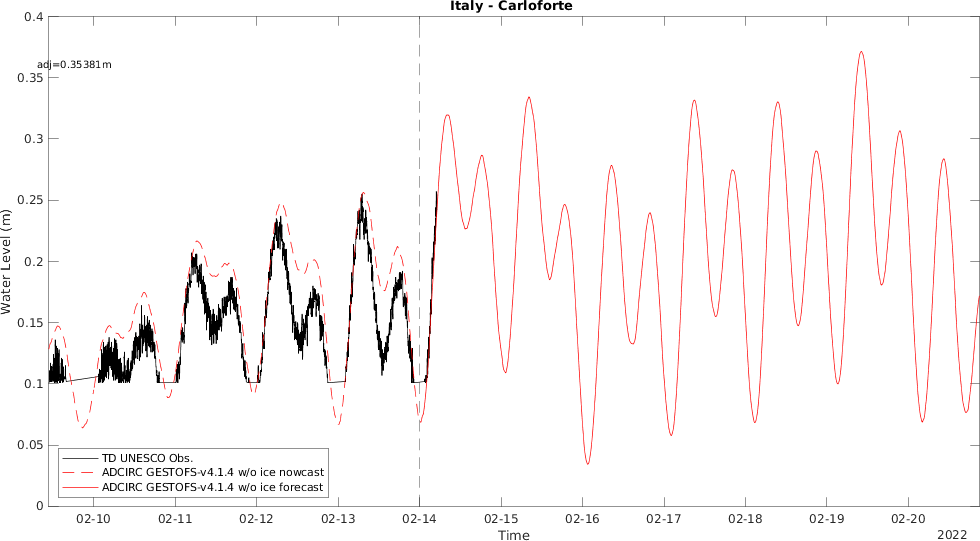 Italy - Carloforte
adj=0.35381m
0.4
0.35
0.3
0.25
0.2
0.15
0.1
0.05
0
Water Level (m)
TD UNESCO Obs.
ADCIRC GESTOFS-v4.1.4 w/o ice nowcast
ADCIRC GESTOFS-v4.1.4 w/o ice forecast
02-10 02-11 02-12 02-13 02-14 02-15 02-16 02-17 02-18 02-19 02-20
Time
2022